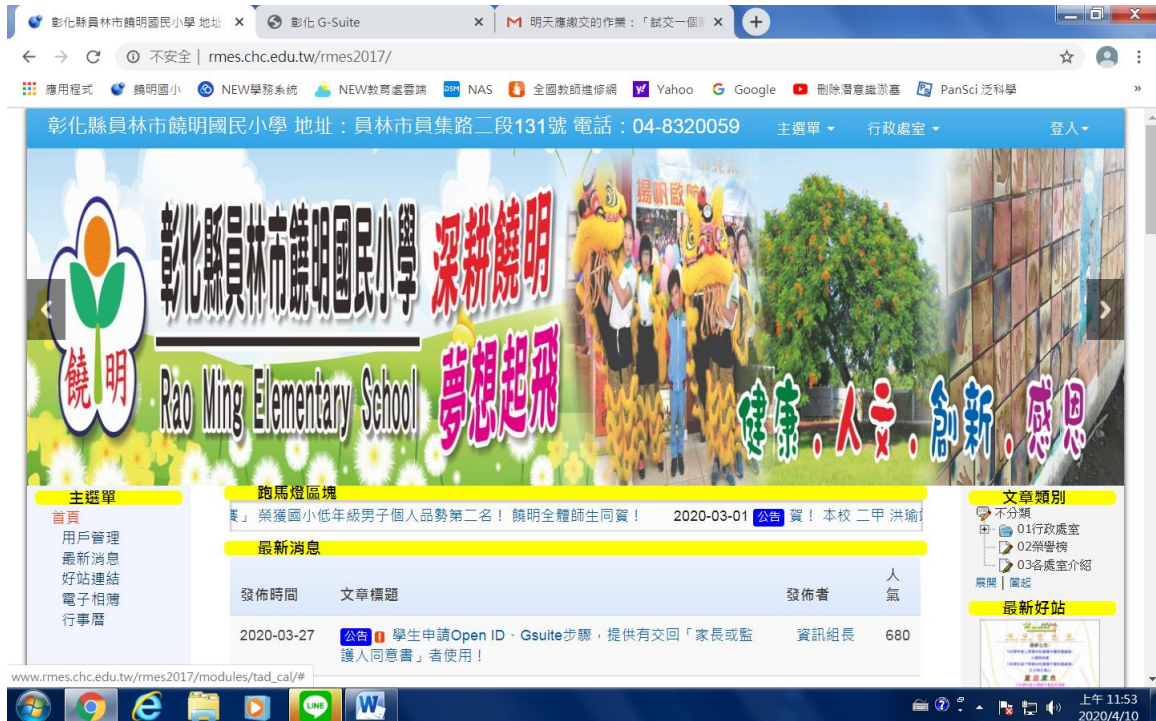 彰化縣員林市饒明國民小學 地址
彰化 G-Suite
明天應繳交的作業：「試交一個
不安全 | rmes.chc.edu.tw/rmes2017/
應用程式 饒明國小 NEW學務系統 NEW教育處雲端 DSM NAS 全國教師進修網 Yahoo Google 刪除潛意識淤塞 PanSci 泛科學 »
彰化縣員林市饒明國民小學 地址：員林市員集路二段131號 電話：04-8320059 主選單 行政處室 登入
揚帆啟航
彰化縣員林市饒明國民小學
Rao Ming Elementary School
深耕饒明
夢想起飛
饒明
健康．人文．創新．感恩
主選單
首頁
用戶管理
最新消息
好站連結
電子相簿
行事曆
跑馬燈區塊
賽」 榮獲國小低年級男子個人品勢第二名！ 饒明全體師生同賀！ 2020-03-01 公告 賀！ 本校 二甲 洪瑜
最新消息
發佈時間 文章標題 發佈者 人氣
2020-03-27 公告 學生申請Open ID、Gsuite步驟，提供有交回「家長或監護人同意書」者使用！ 資訊組長 680
文章類別
不分類
01行政處室
02榮譽榜
03各處室介紹
展開 | 闔起
最新好站
www.rmes.chc.edu.tw/rmes2017/modules/tad_cal/#
LINE
上午 11:53
2020/4/10